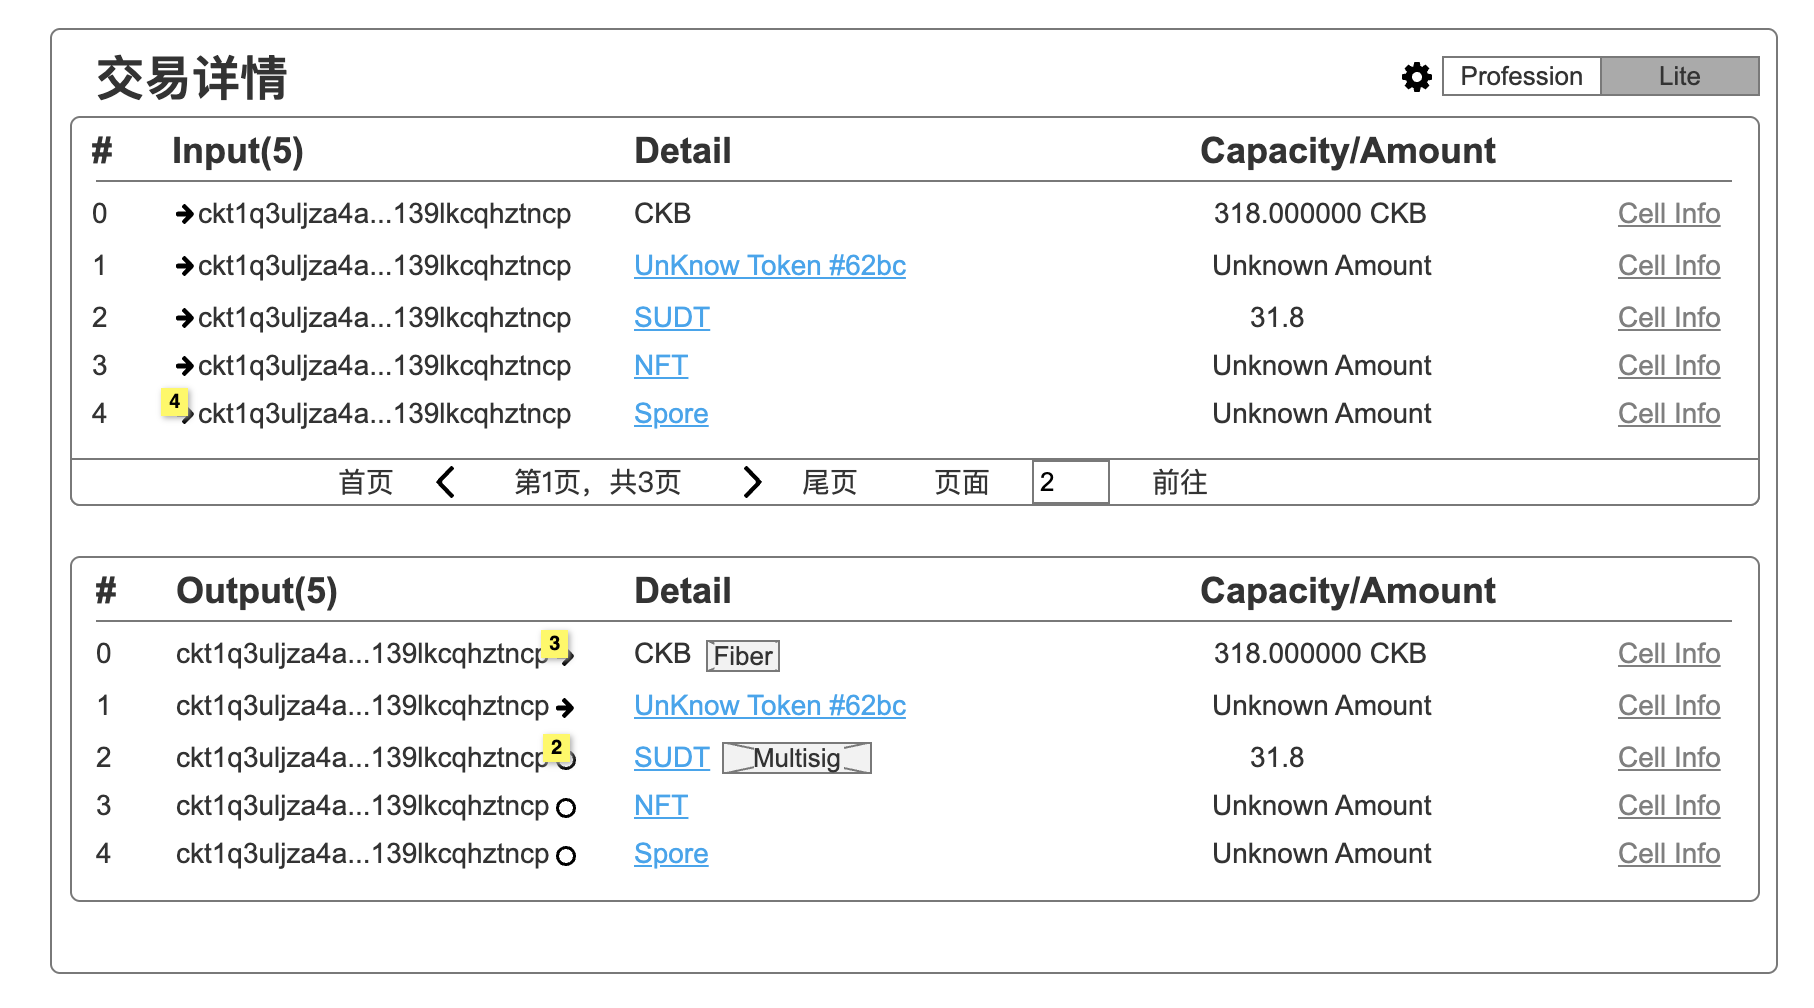 交易详情 Profession Lite
# Input(5) Detail Capacity/Amount
0 ckt1q3uljza4a...139lkcqhztncp CKB 318.000000 CKB Cell Info
1 ckt1q3uljza4a...139lkcqhztncp UnKnow Token #62bc Unknown Amount Cell Info
2 ckt1q3uljza4a...139lkcqhztncp SUDT 31.8 Cell Info
3 ckt1q3uljza4a...139lkcqhztncp NFT Unknown Amount Cell Info
4 4 ckt1q3uljza4a...139lkcqhztncp Spore Unknown Amount Cell Info
首页 第1页，共3页 尾页 页面 2 前往
# Output(5) Detail Capacity/Amount
0 ckt1q3uljza4a...139lkcqhztncp 3 CKB Fiber 318.000000 CKB Cell Info
1 ckt1q3uljza4a...139lkcqhztncp UnKnow Token #62bc Unknown Amount Cell Info
2 ckt1q3uljza4a...139lkcqhztncp 2 SUDT Multisig 31.8 Cell Info
3 ckt1q3uljza4a...139lkcqhztncp NFT Unknown Amount Cell Info
4 ckt1q3uljza4a...139lkcqhztncp Spore Unknown Amount Cell Info